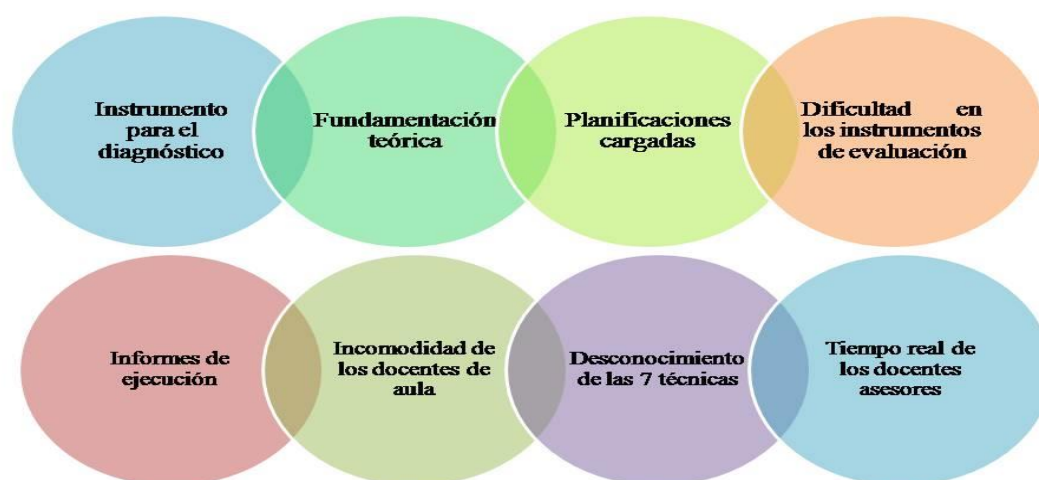 Instrumento
para el
diagnóstico
Fundamentación
teórica
Planificaciones
cargadas
Dificultad en
los instrumentos
de evaluación
Informes de
ejecución
Incomodidad de
los docentes de
aula
Desconocimiento
de las 7 técnicas
Tiempo real de
los docentes
asesores